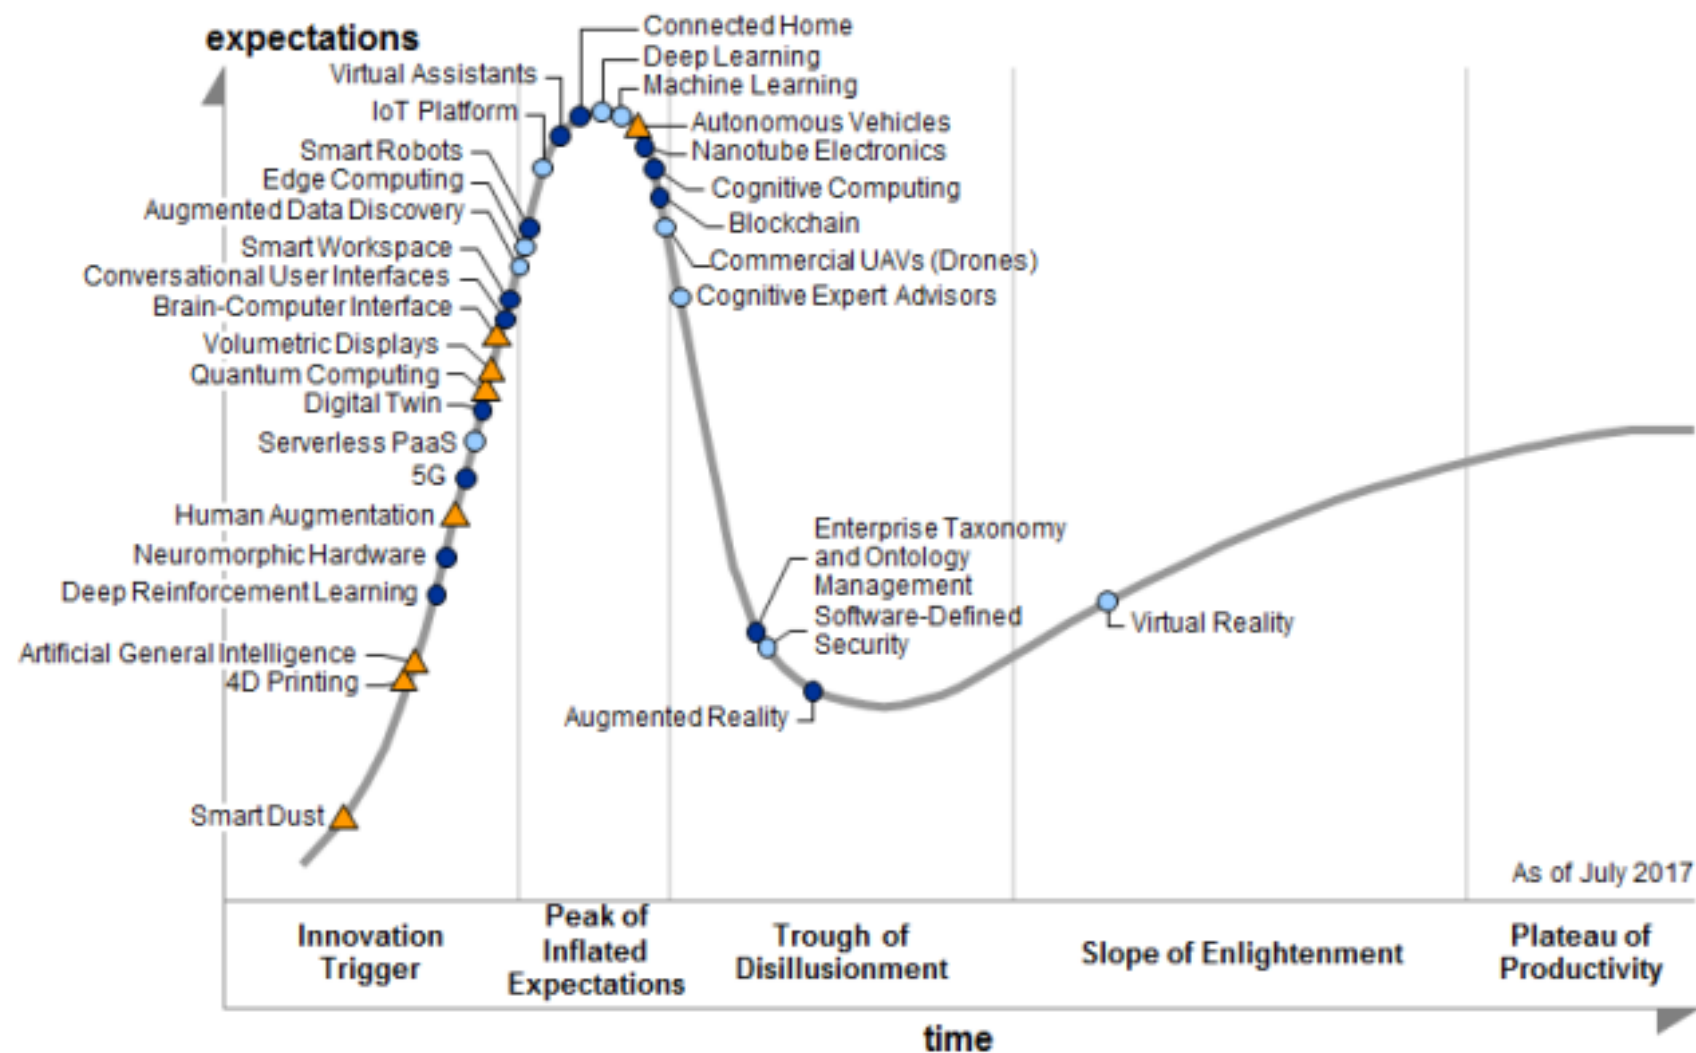 expectations
Connected Home
Deep Learning
Virtual Assistants
Machine Learning
IoT Platform
Autonomous Vehicles
Smart Robots
Nanotube Electronics
Edge Computing
Cognitive Computing
Augmented Data Discovery
Blockchain
Smart Workspace
Commercial UAVs (Drones)
Conversational User Interfaces
Cognitive Expert Advisors
Brain-Computer Interface
Volumetric Displays
Quantum Computing
Digital Twin
Serverless PaaS
5G
Human Augmentation
Enterprise Taxonomy
and Ontology
Management
Neuromorphic Hardware
Deep Reinforcement Learning
Software-Defined
Security
Virtual Reality
Artificial General Intelligence
4D Printing
Augmented Reality
Smart Dust
As of July 2017
Innovation
Trigger
Peak of
Inflated
Expectations
Trough of
Disillusionment
Slope of Enlightenment
Plateau of
Productivity
time